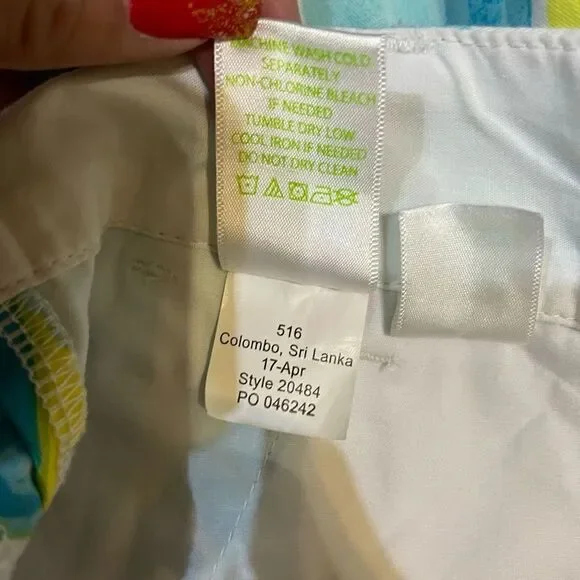 MACHINE WASH COLD
SEPARATELY
NON-CHLORINE BLEACH
IF NEEDED
TUMBLE DRY LOW
COOL IRON IF NEEDED
DO NOT DRY CLEAN
516
Colombo, Sri Lanka
17-Apr
Style 20484
PO 046242